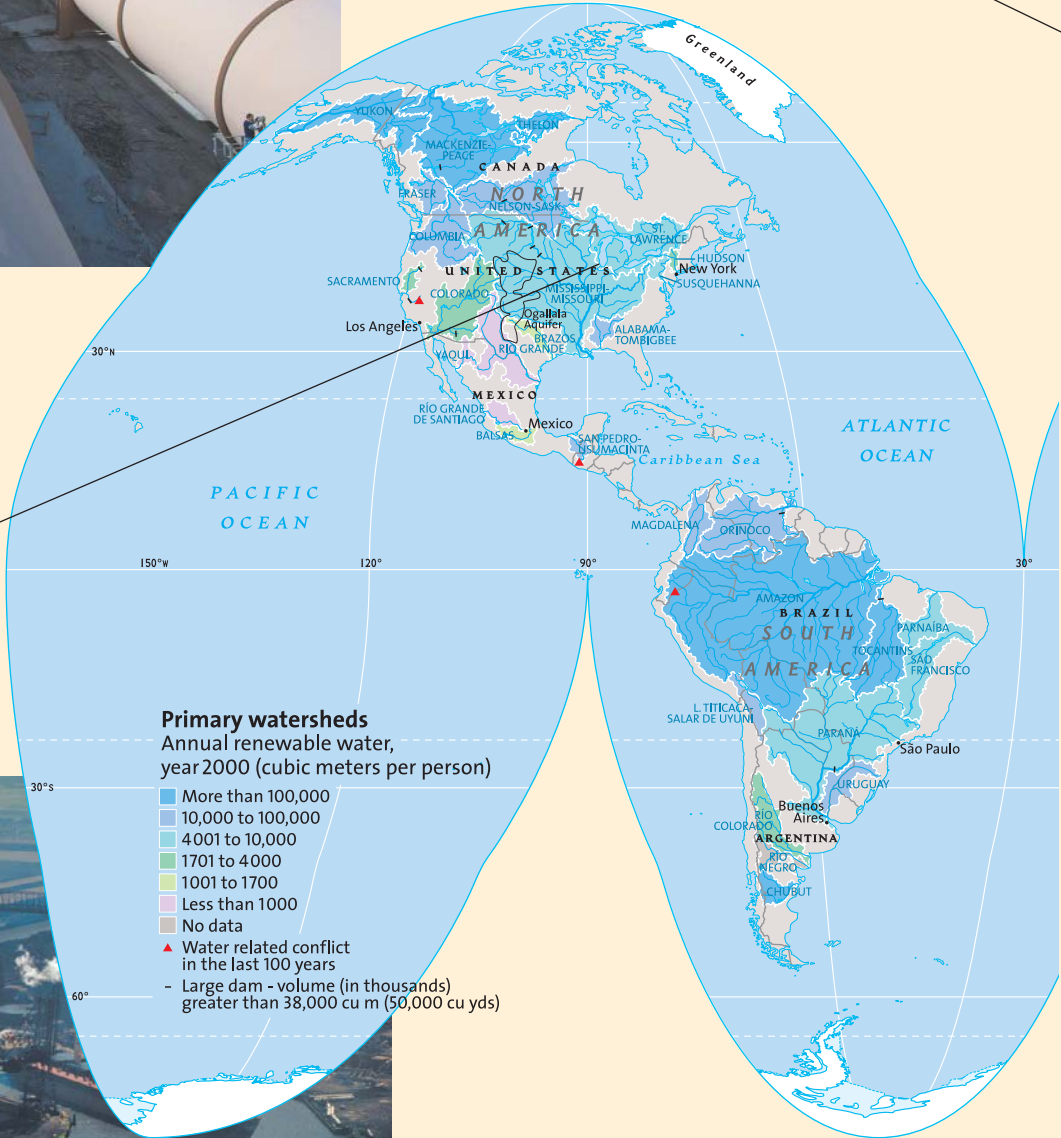 Greenland
YUKON
THELON
MACKENZIE-
PEACE
CANADA
FRASER
NORTH
NELSON-SASK.
AMERICA
COLUMBIA
ST.
LAWRENCE
HUDSON
New York
SUSQUEHANNA
UNITED STATES
SACRAMENTO
COLORADO
MISSISSIPPI-
MISSOURI
Los Angeles
Ogallala
Aquifer
BRAZOS
ALABAMA-
TOMBIGBEE
30°N
YAQUI
RIO GRANDE
MEXICO
RÍO GRANDE
DE SANTIAGO
Mexico
BALSAS
SAN PEDRO-
USUMACINTA
Caribbean Sea
ATLANTIC
OCEAN
PACIFIC
OCEAN
MAGDALENA
ORINOCO
150°W
120°
90°
30°
AMAZON
BRAZIL
SOUTH
AMERICA
PARNAÍBA
TOCANTINS
SÃO
FRANCISCO
L. TITICACA-
SALAR DE UYUNI
PARANÁ
São Paulo
30°S
URUGUAY
Buenos
Aires
RÍO
COLORADO
ARGENTINA
RÍO
NEGRO
CHUBUT
60°
Primary watersheds
Annual renewable water,
year 2000 (cubic meters per person)
More than 100,000
10,000 to 100,000
4001 to 10,000
1701 to 4000
1001 to 1700
Less than 1000
No data
Water related conflict
in the last 100 years
- Large dam - volume (in thousands)
greater than 38,000 cu m (50,000 cu yds)